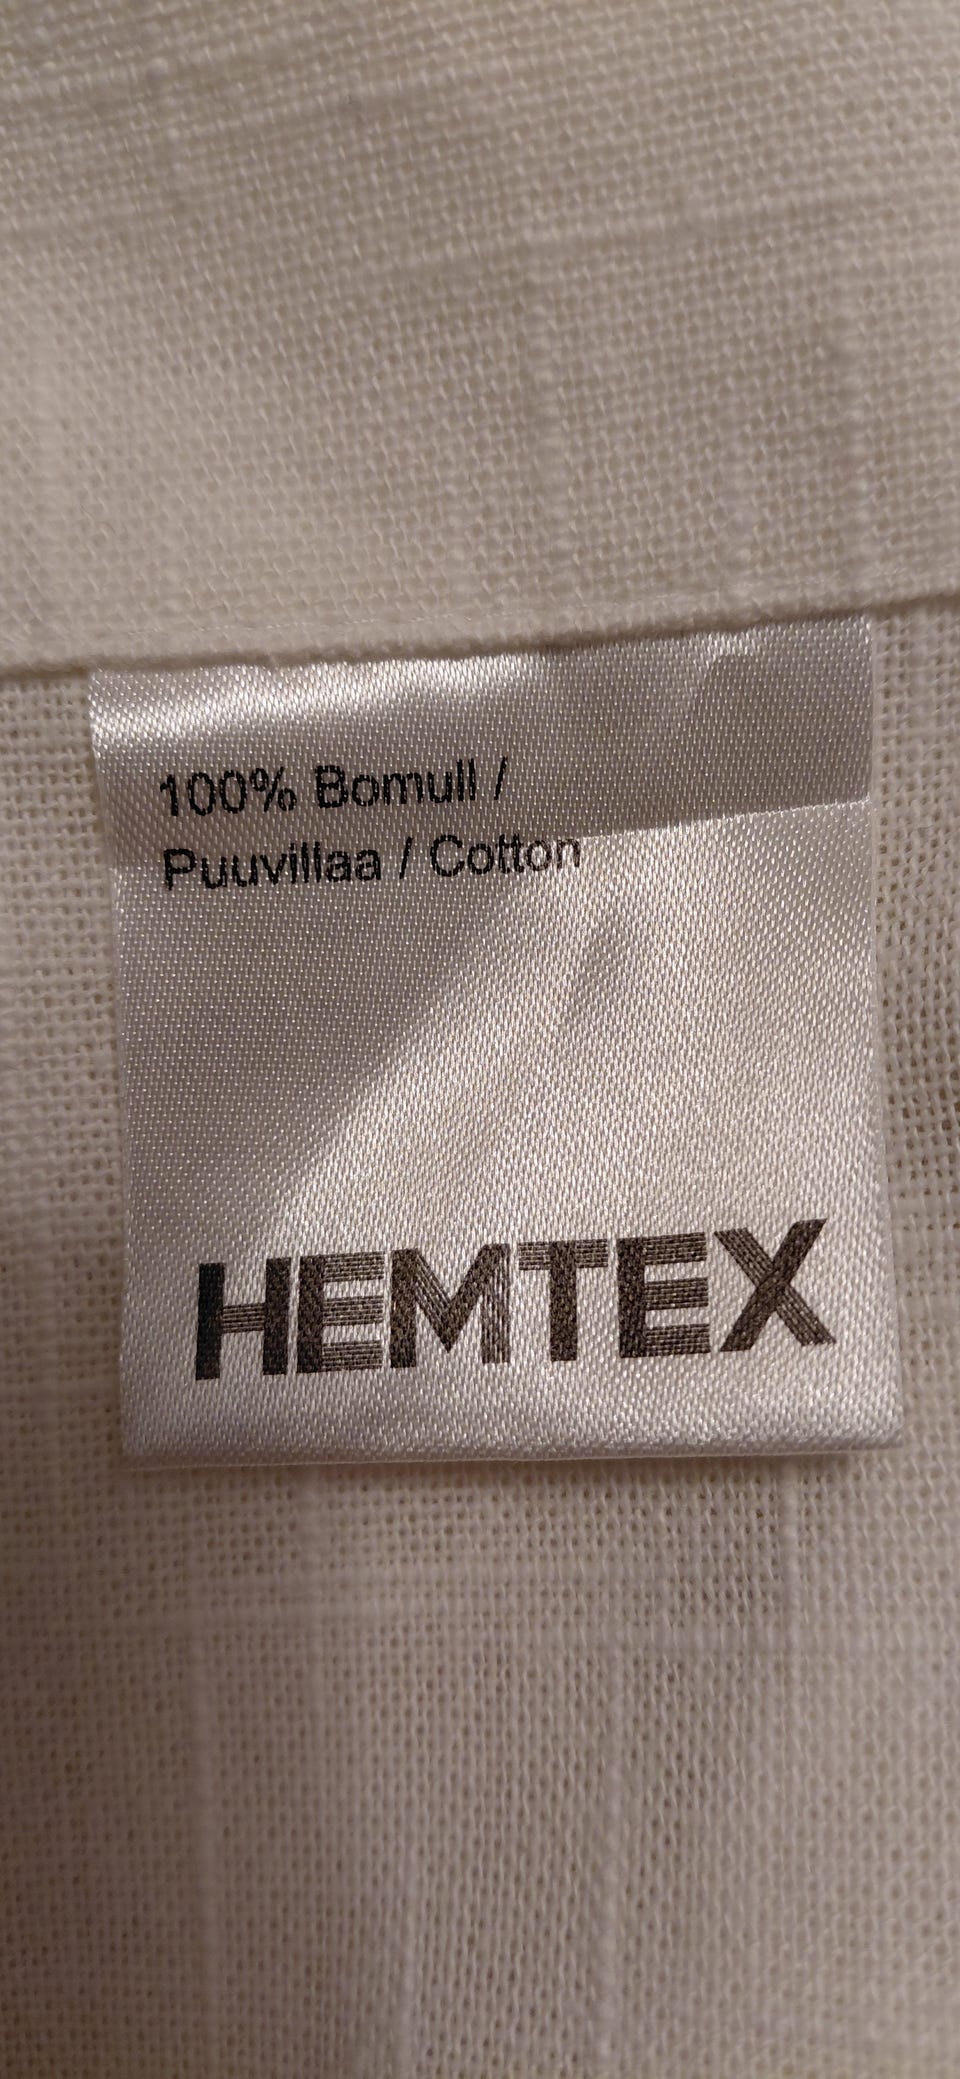 100% Bomull /
Puuvillaa / Cotton
HEMTEX